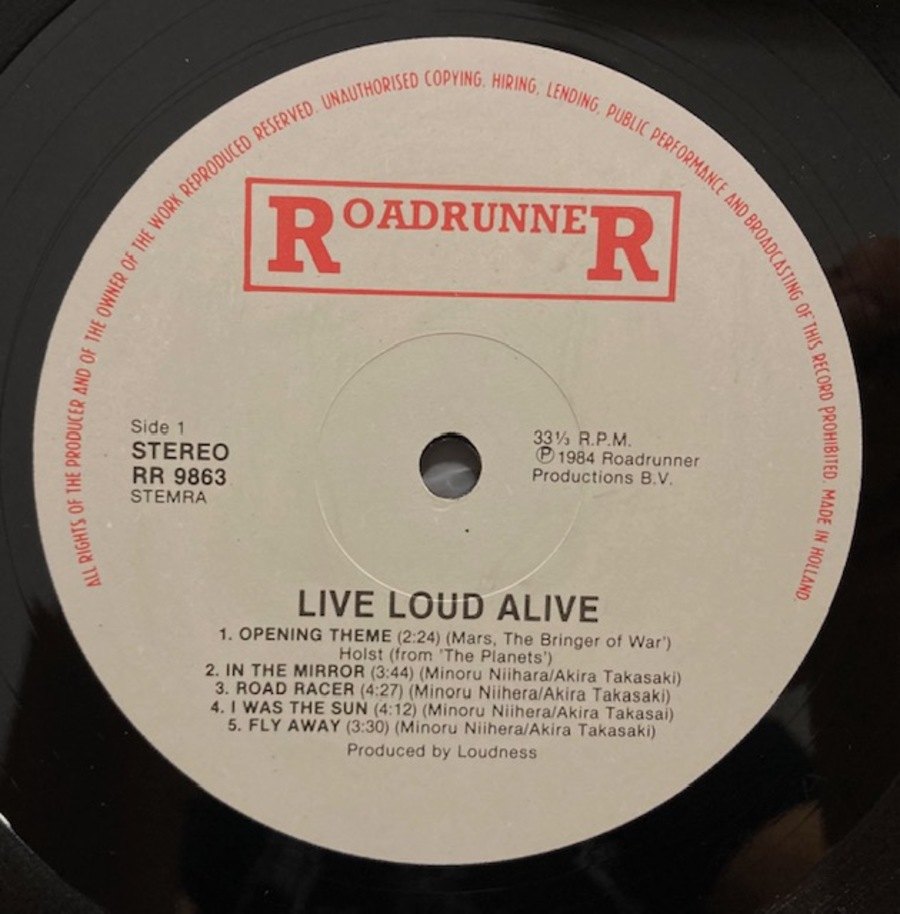 ALL RIGHTS OF THE PRODUCER AND OF THE OWNER OF THE WORK REPRODUCED RESERVED. UNAUTHORISED COPYING, HIRING, LENDING, PUBLIC PERFORMANCE AND BROADCASTING OF THIS RECORD PROHIBITED. MADE IN HOLLAND.
ROADRUNNER
Side 1
STEREO
RR 9863
STEMRA
33⅓ R.P.M.
Ⓟ1984 Roadrunner
Productions B.V.
LIVE LOUD ALIVE
1. OPENING THEME (2:24) (Mars, The Bringer of War')
Holst (from 'The Planets')
2. IN THE MIRROR (3:44) (Minoru Niihara/Akira Takasaki)
3. ROAD RACER (4:27) (Minoru Niihera/Akira Takasaki)
4. I WAS THE SUN (4:12) (Minoru Niihera/Akira Takasai)
5. FLY AWAY (3:30) (Minoru Niihera/Akira Takasaki)
Produced by Loudness